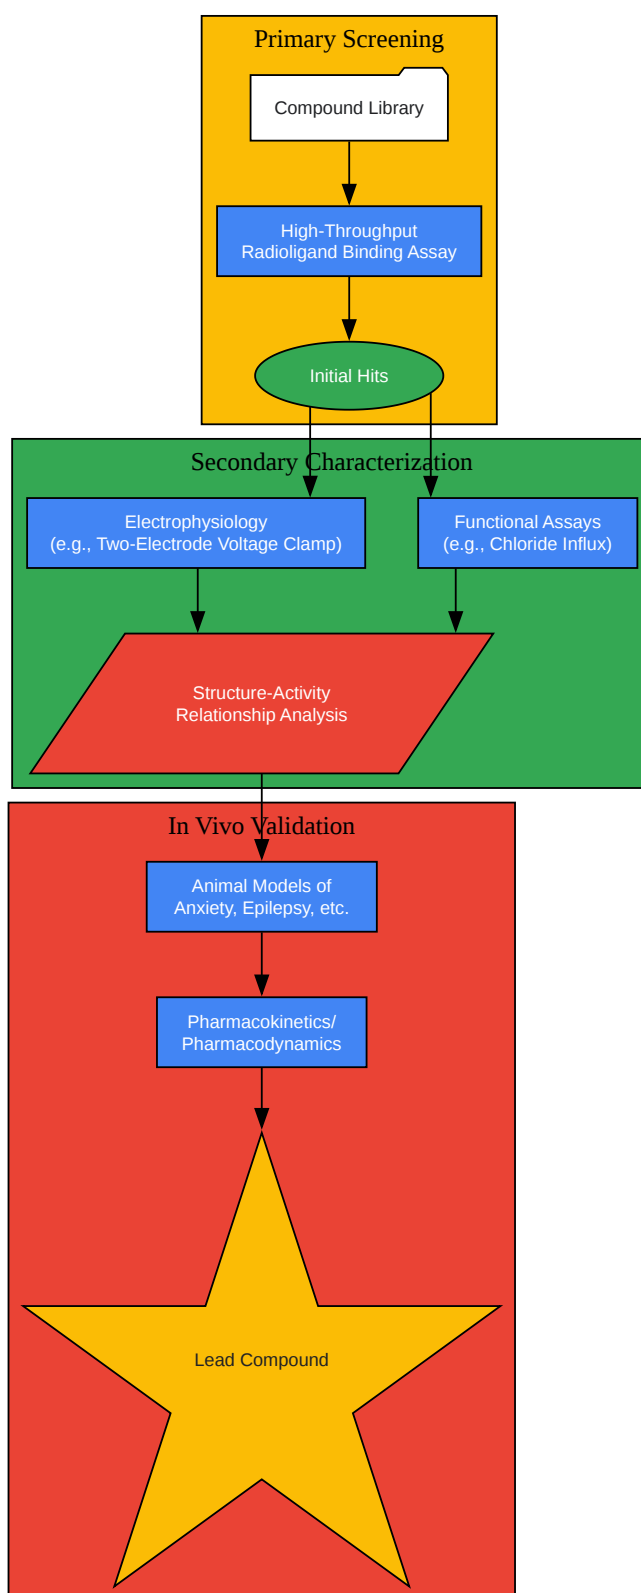 Primary Screening
Compound Library
High-Throughput
Radioligand Binding Assay
Initial Hits
Secondary Characterization
Electrophysiology
(e.g., Two-Electrode Voltage Clamp)
Functional Assays
(e.g., Chloride Influx)
Structure-Activity
Relationship Analysis
In Vivo Validation
Animal Models of
Anxiety, Epilepsy, etc.
Pharmacokinetics/
Pharmacodynamics
Lead Compound